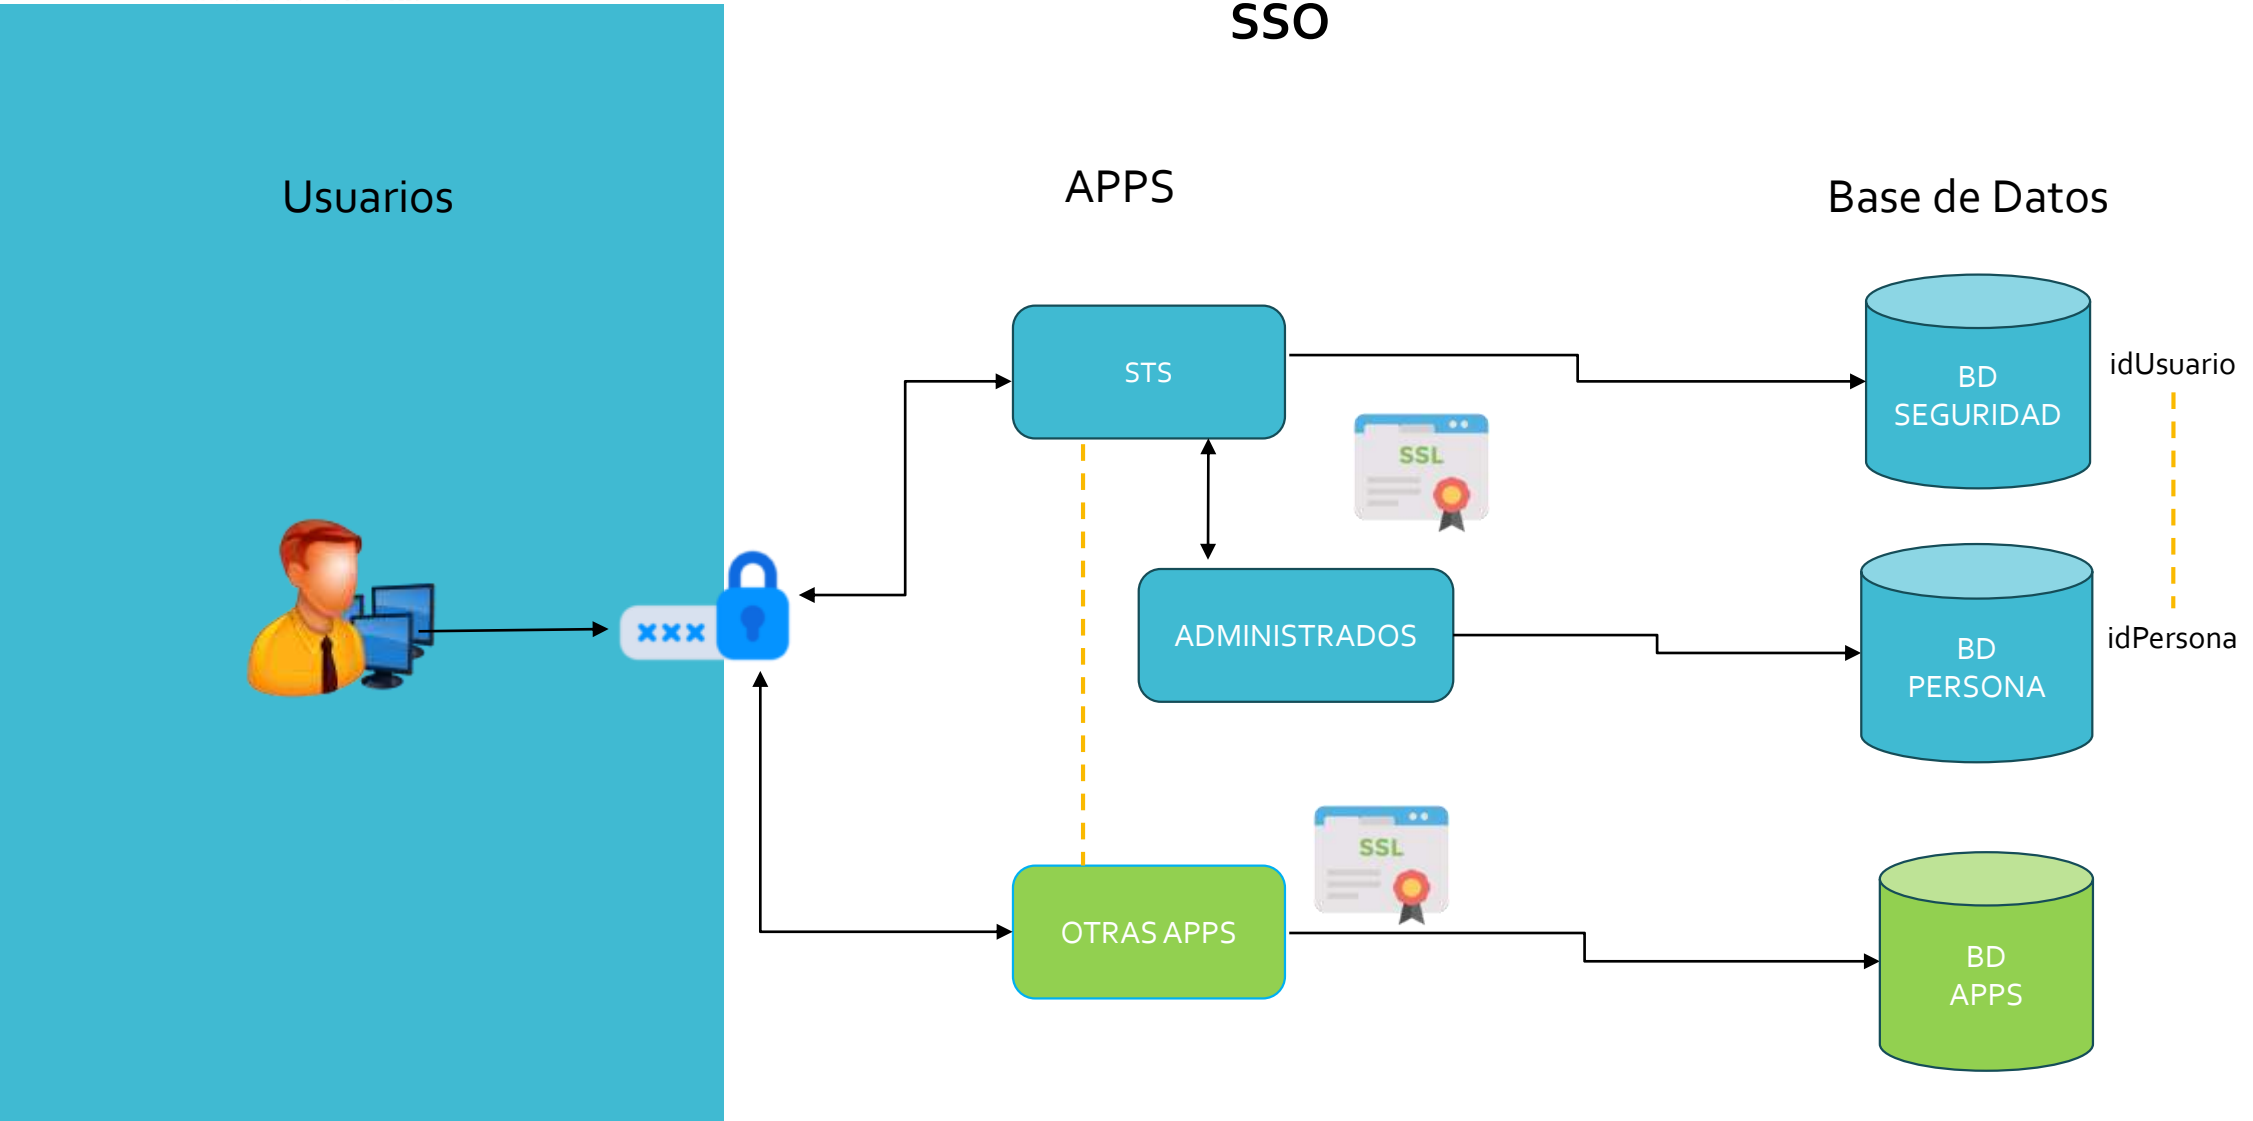 SSO
Usuarios
APPS
Base de Datos
STS
BD
SEGURIDAD
idUsuario
SSL
xxx
ADMINISTRADOS
BD
PERSONA
idPersona
SSL
OTRAS APPS
BD
APPS